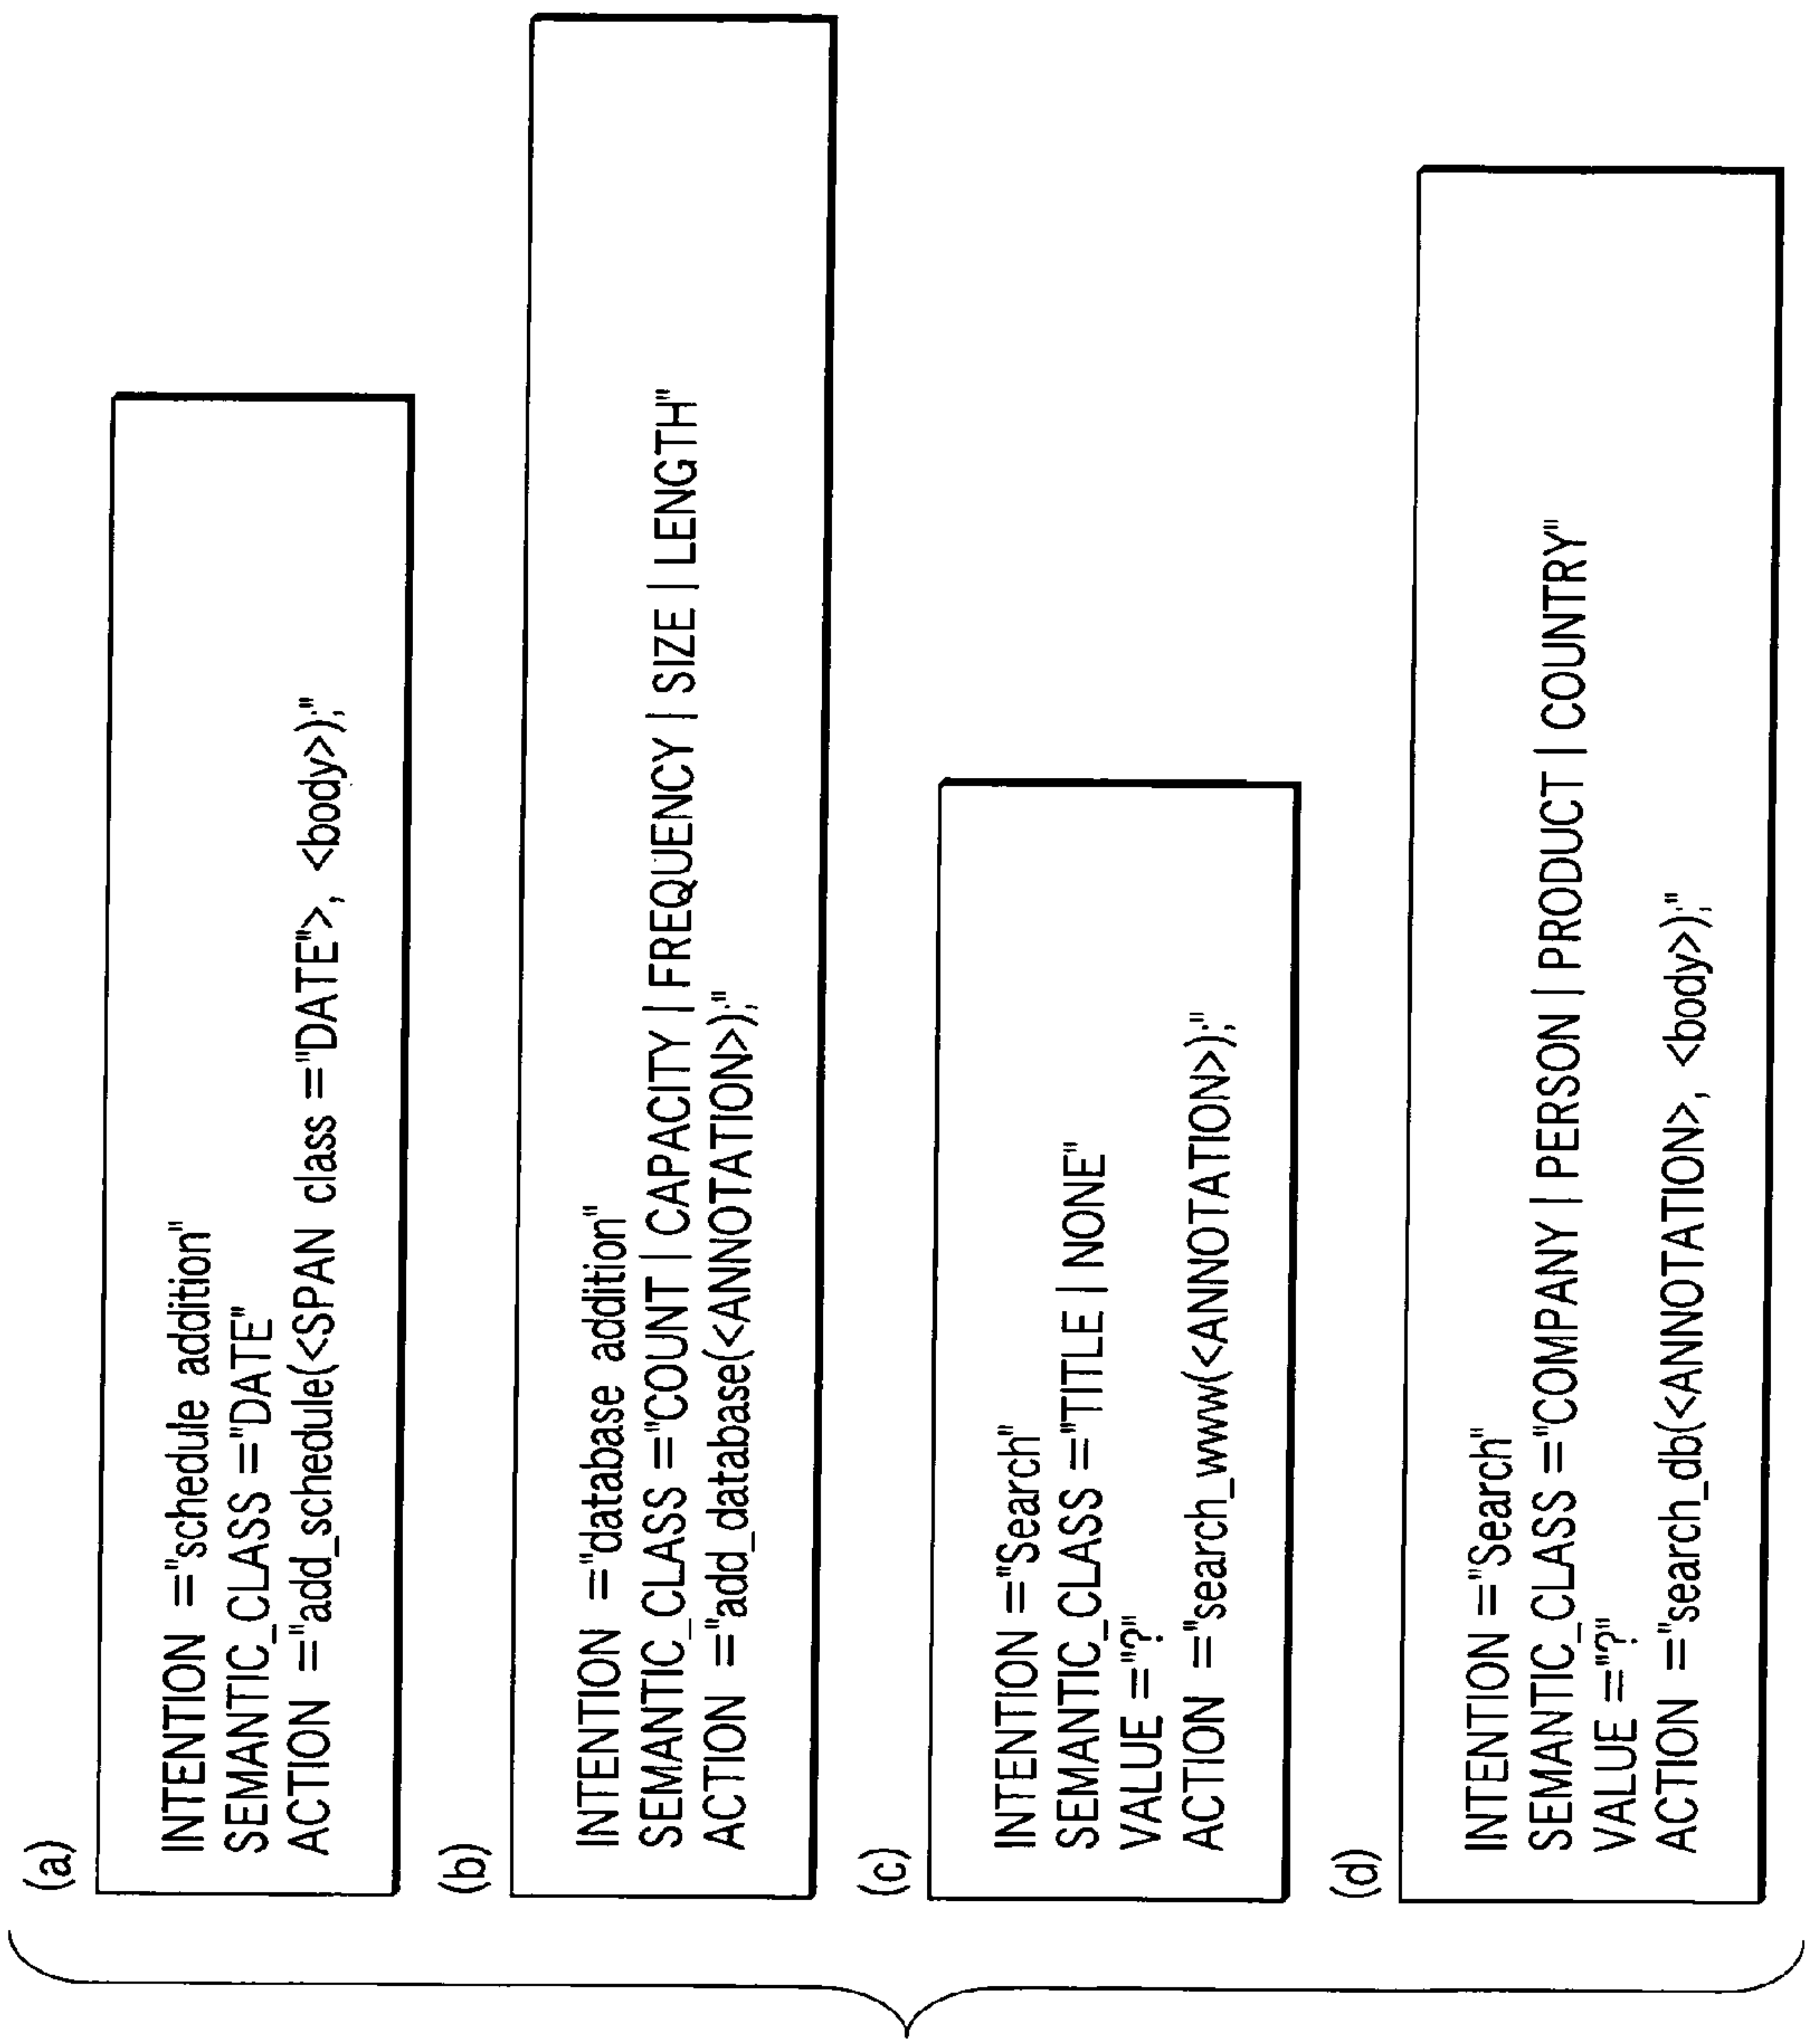 (a)
INTENTION ="schedule addition"
SEMANTIC_CLASS ="DATE"
ACTION ="add_schedule(<SPAN class ="DATE">, <body>);"
(b)
INTENTION ="database addition"
SEMANTIC_CLASS ="COUNT | CAPACITY | FREQUENCY | SIZE | LENGTH"
ACTION ="add_database(<ANNOTATION>);"
(c)
INTENTION ="Search"
SEMANTIC_CLASS ="TITLE | NONE"
VALUE ="?"
ACTION ="search_www(<ANNOTATION>);"
(d)
INTENTION ="Search"
SEMANTIC_CLASS ="COMPANY | PERSON | PRODUCT | COUNTRY"
VALUE ="?"
ACTION ="search_db(<ANNOTATION>, <body>);"